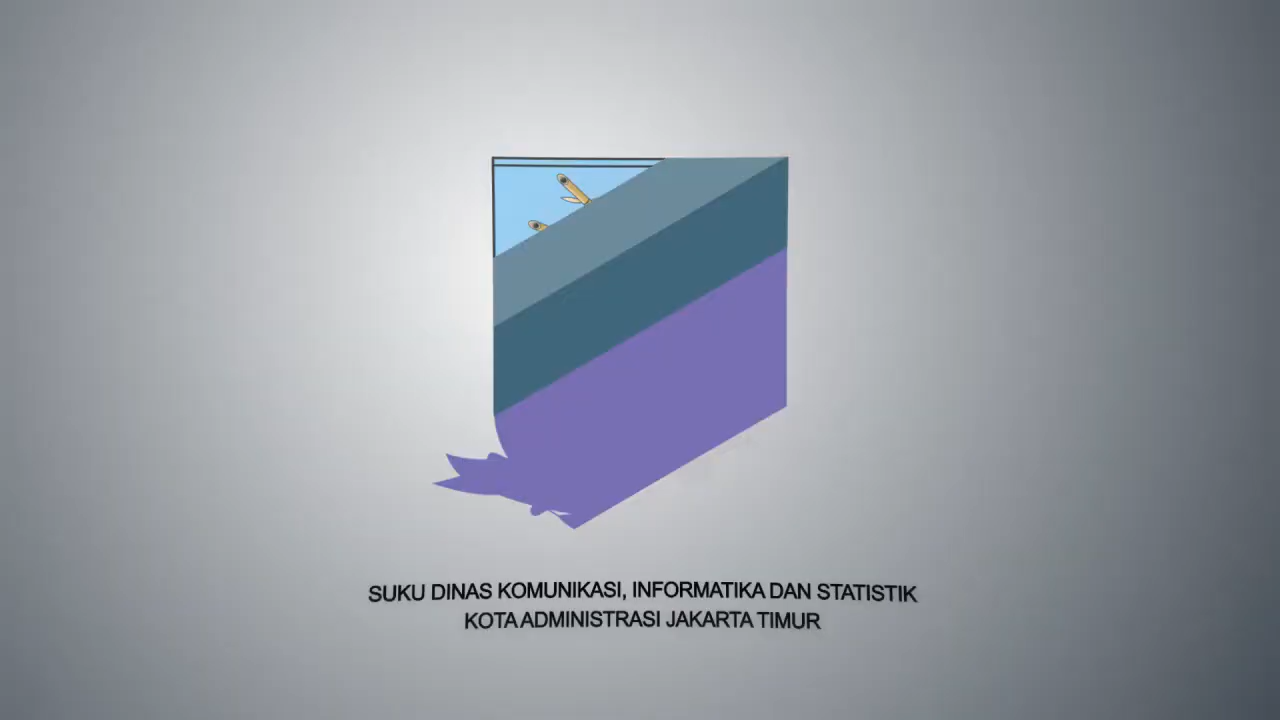 SUKU DINAS KOMUNIKASI, INFORMATIKA DAN STATISTIK
KOTA ADMINISTRASI JAKARTA TIMUR